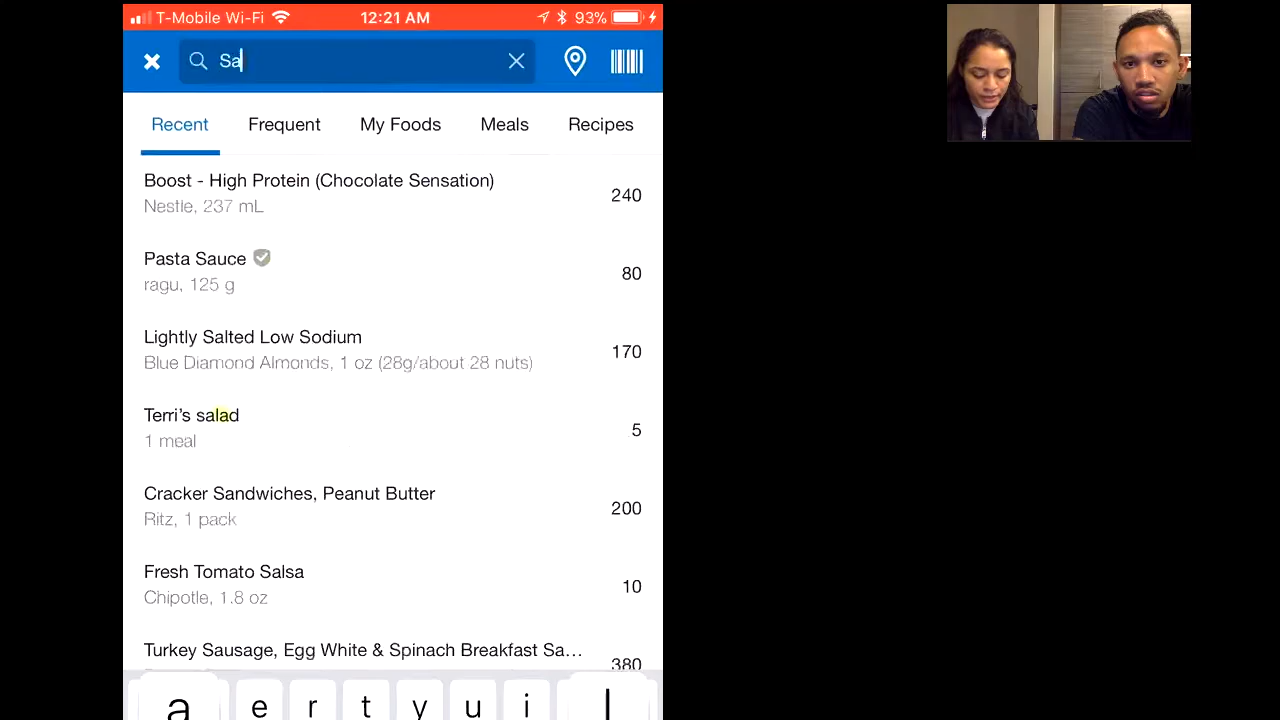 T-Mobile Wi-Fi 12:21 AM 93%
Sa
Recent Frequent My Foods Meals Recipes
Boost - High Protein (Chocolate Sensation)
Nestle, 237 mL
240
Pasta Sauce
ragu, 125 g
80
Lightly Salted Low Sodium
Blue Diamond Almonds, 1 oz (28g/about 28 nuts)
170
Terri's salad
1 meal
5
Cracker Sandwiches, Peanut Butter
Ritz, 1 pack
200
Fresh Tomato Salsa
Chipotle, 1.8 oz
10
Turkey Sausage, Egg White & Spinach Breakfast Sa...
380
a e r t y u i